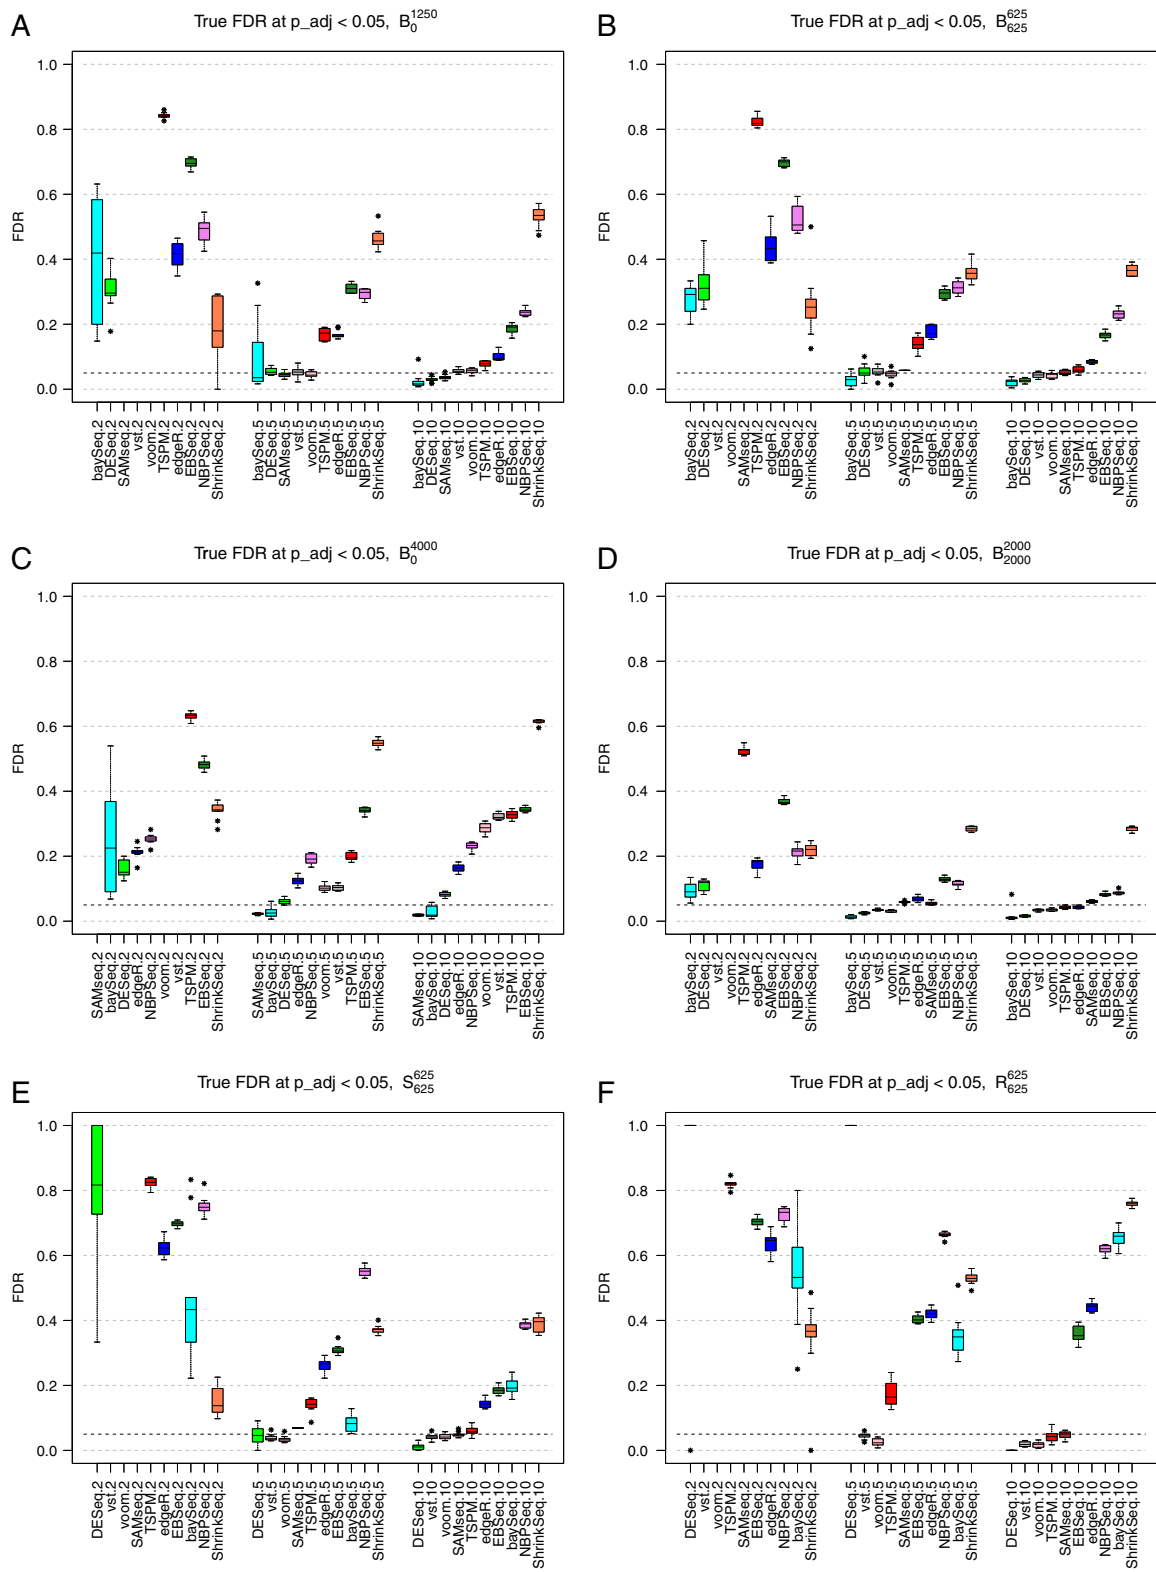 A
True FDR at p_adj < 0.05, B_0^1250
FDR
1.0
0.8
0.6
0.4
0.2
0.0
baySeq.2
DESeq.2
SAMseq.2
vst.2
voom.2
TSPM.2
edgeR.2
EBSeq.2
NBPSeq.2
ShrinkSeq.2
baySeq.5
DESeq.5
SAMseq.5
vst.5
voom.5
TSPM.5
edgeR.5
EBSeq.5
NBPSeq.5
ShrinkSeq.5
baySeq.10
DESeq.10
SAMseq.10
vst.10
voom.10
TSPM.10
edgeR.10
EBSeq.10
NBPSeq.10
ShrinkSeq.10
B
True FDR at p_adj < 0.05, B_625^625
FDR
1.0
0.8
0.6
0.4
0.2
0.0
baySeq.2
DESeq.2
vst.2
voom.2
SAMseq.2
TSPM.2
edgeR.2
EBSeq.2
NBPSeq.2
ShrinkSeq.2
baySeq.5
DESeq.5
vst.5
voom.5
SAMseq.5
TSPM.5
edgeR.5
EBSeq.5
NBPSeq.5
ShrinkSeq.5
baySeq.10
DESeq.10
vst.10
voom.10
SAMseq.10
TSPM.10
edgeR.10
EBSeq.10
NBPSeq.10
ShrinkSeq.10
C
True FDR at p_adj < 0.05, B_0^4000
FDR
1.0
0.8
0.6
0.4
0.2
0.0
SAMseq.2
baySeq.2
DESeq.2
edgeR.2
NBPSeq.2
voom.2
vst.2
TSPM.2
EBSeq.2
ShrinkSeq.2
SAMseq.5
baySeq.5
DESeq.5
edgeR.5
NBPSeq.5
voom.5
vst.5
TSPM.5
EBSeq.5
ShrinkSeq.5
SAMseq.10
baySeq.10
DESeq.10
edgeR.10
NBPSeq.10
voom.10
vst.10
TSPM.10
EBSeq.10
ShrinkSeq.10
D
True FDR at p_adj < 0.05, B_2000^2000
FDR
1.0
0.8
0.6
0.4
0.2
0.0
baySeq.2
DESeq.2
vst.2
voom.2
TSPM.2
edgeR.2
SAMseq.2
EBSeq.2
NBPSeq.2
ShrinkSeq.2
baySeq.5
DESeq.5
vst.5
voom.5
TSPM.5
edgeR.5
SAMseq.5
EBSeq.5
NBPSeq.5
ShrinkSeq.5
baySeq.10
DESeq.10
vst.10
voom.10
TSPM.10
edgeR.10
SAMseq.10
EBSeq.10
NBPSeq.10
ShrinkSeq.10
E
True FDR at p_adj < 0.05, S_625^625
FDR
1.0
0.8
0.6
0.4
0.2
0.0
DESeq.2
vst.2
voom.2
SAMseq.2
TSPM.2
edgeR.2
EBSeq.2
baySeq.2
NBPSeq.2
ShrinkSeq.2
DESeq.5
vst.5
voom.5
SAMseq.5
TSPM.5
edgeR.5
EBSeq.5
baySeq.5
NBPSeq.5
ShrinkSeq.5
DESeq.10
vst.10
voom.10
SAMseq.10
TSPM.10
edgeR.10
EBSeq.10
baySeq.10
NBPSeq.10
ShrinkSeq.10
F
True FDR at p_adj < 0.05, R_625^625
FDR
1.0
0.8
0.6
0.4
0.2
0.0
DESeq.2
vst.2
voom.2
TSPM.2
SAMseq.2
EBSeq.2
edgeR.2
NBPSeq.2
baySeq.2
ShrinkSeq.2
DESeq.5
vst.5
voom.5
TSPM.5
SAMseq.5
EBSeq.5
edgeR.5
NBPSeq.5
baySeq.5
ShrinkSeq.5
DESeq.10
vst.10
voom.10
TSPM.10
SAMseq.10
EBSeq.10
edgeR.10
NBPSeq.10
baySeq.10
ShrinkSeq.10